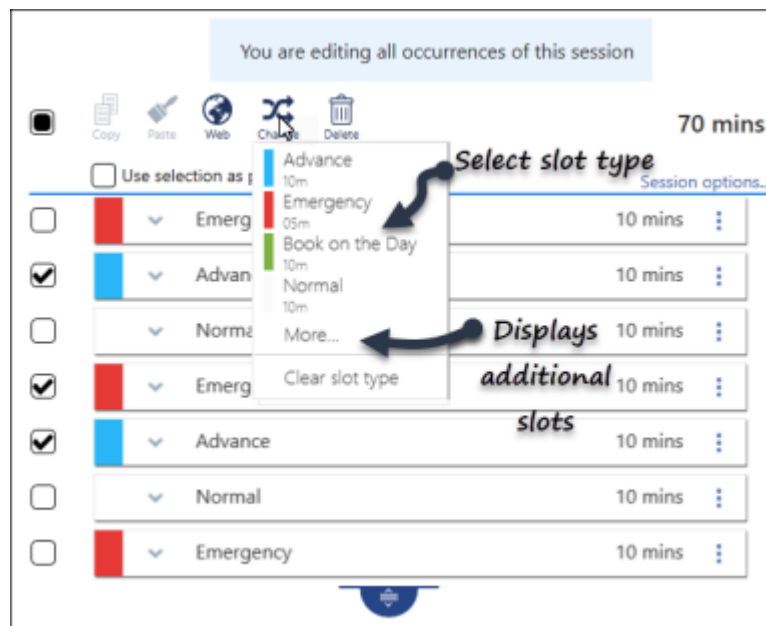 You are editing all occurrences of this session
Copy Paste Web Change Delete 70 mins
Use selection as p
Session options...
Advance
10m
Emergency
05m
Book on the Day
10m
Normal
10m
More...
Clear slot type
Select slot type
Displays
additional
slots
Emerg 10 mins
Advan 10 mins
Norma 10 mins
Emerg 10 mins
Advance 10 mins
Normal 10 mins
Emergency 10 mins